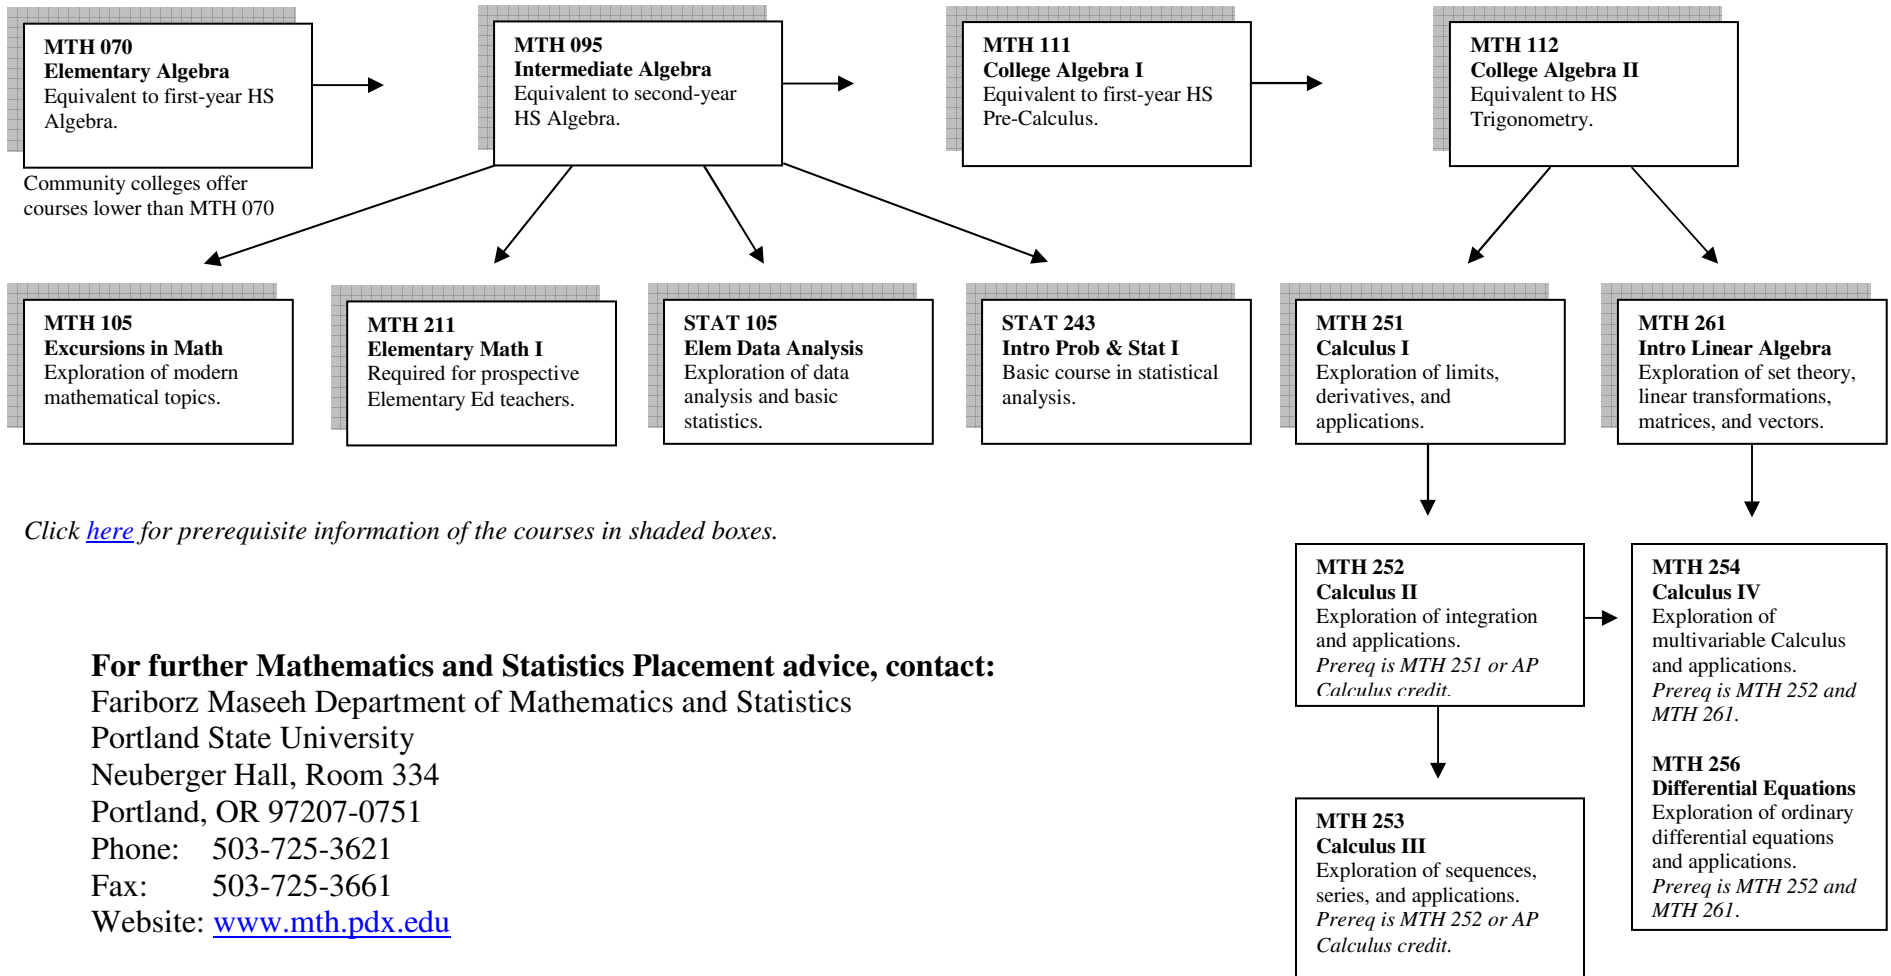 MTH 070
Elementary Algebra
Equivalent to first-year HS
Algebra.
Community colleges offer
courses lower than MTH 070
MTH 095
Intermediate Algebra
Equivalent to second-year
HS Algebra.
MTH 111
College Algebra I
Equivalent to first-year HS
Pre-Calculus.
MTH 112
College Algebra II
Equivalent to HS
Trigonometry.
MTH 105
Excursions in Math
Exploration of modern
mathematical topics.
MTH 211
Elementary Math I
Required for prospective
Elementary Ed teachers.
STAT 105
Elem Data Analysis
Exploration of data
analysis and basic
statistics.
STAT 243
Intro Prob & Stat I
Basic course in statistical
analysis.
MTH 251
Calculus I
Exploration of limits,
derivatives, and
applications.
MTH 261
Intro Linear Algebra
Exploration of set theory,
linear transformations,
matrices, and vectors.
Click here for prerequisite information of the courses in shaded boxes.
MTH 252
Calculus II
Exploration of integration
and applications.
Prereq is MTH 251 or AP
Calculus credit.
MTH 254
Calculus IV
Exploration of
multivariable Calculus
and applications.
Prereq is MTH 252 and
MTH 261.
MTH 256
Differential Equations
Exploration of ordinary
differential equations
and applications.
Prereq is MTH 252 and
MTH 261.
MTH 253
Calculus III
Exploration of sequences,
series, and applications.
Prereq is MTH 252 or AP
Calculus credit.
For further Mathematics and Statistics Placement advice, contact:
Fariborz Maseeh Department of Mathematics and Statistics
Portland State University
Neuberger Hall, Room 334
Portland, OR 97207-0751
Phone: 503-725-3621
Fax: 503-725-3661
Website: www.mth.pdx.edu